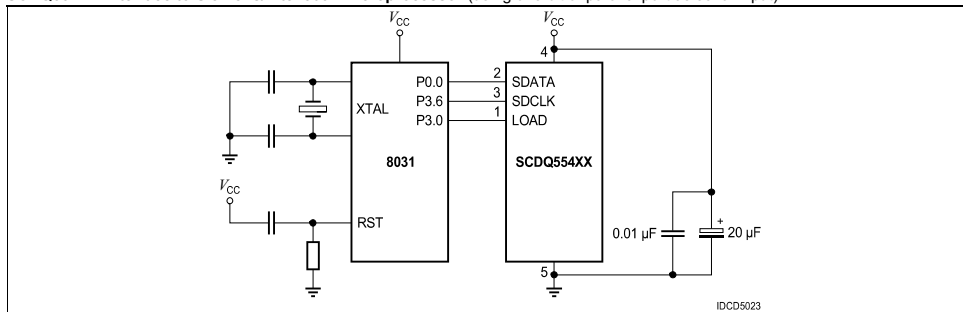 V_CC
V_CC
4
P0.0
2
SDATA
XTAL
P3.6
3
SDCLK
P3.0
1
LOAD
8031
SCDQ554XX
V_CC
RST
0.01 µF
+
20 µF
5
IDCD5023